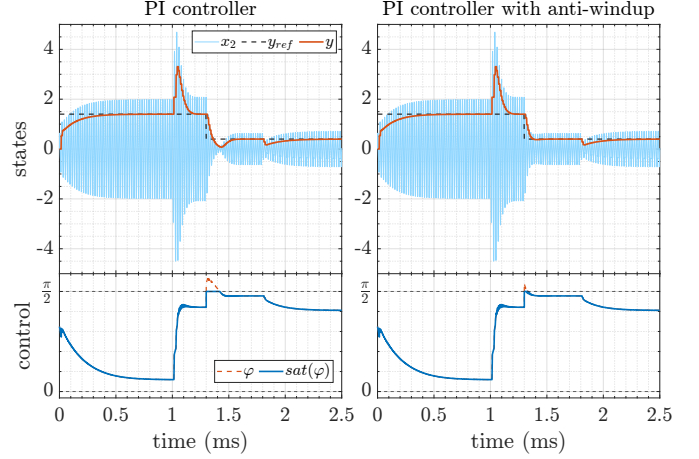 PI controller
PI controller with anti-windup
x₂ y_ref y
4
2
0
-2
-4
states
4
2
0
-2
-4
π/2
0
control
φ sat(φ)
π/2
0
0 0.5 1 1.5 2 2.5
0 0.5 1 1.5 2 2.5
time (ms)
time (ms)